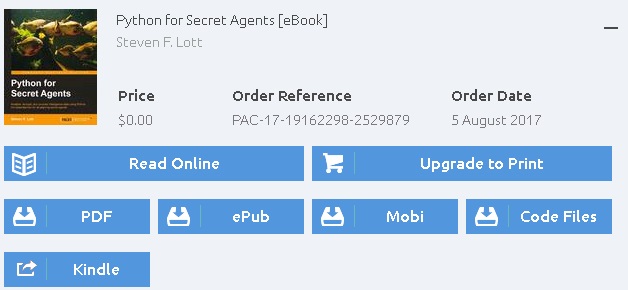 Python for Secret Agents [eBook]
Steven F. Lott
Python for
Secret Agents
Price
Order Reference
Order Date
$0.00
PAC-17-19162298-2529879
5 August 2017
Read Online
Upgrade to Print
PDF
ePub
Mobi
Code Files
Kindle